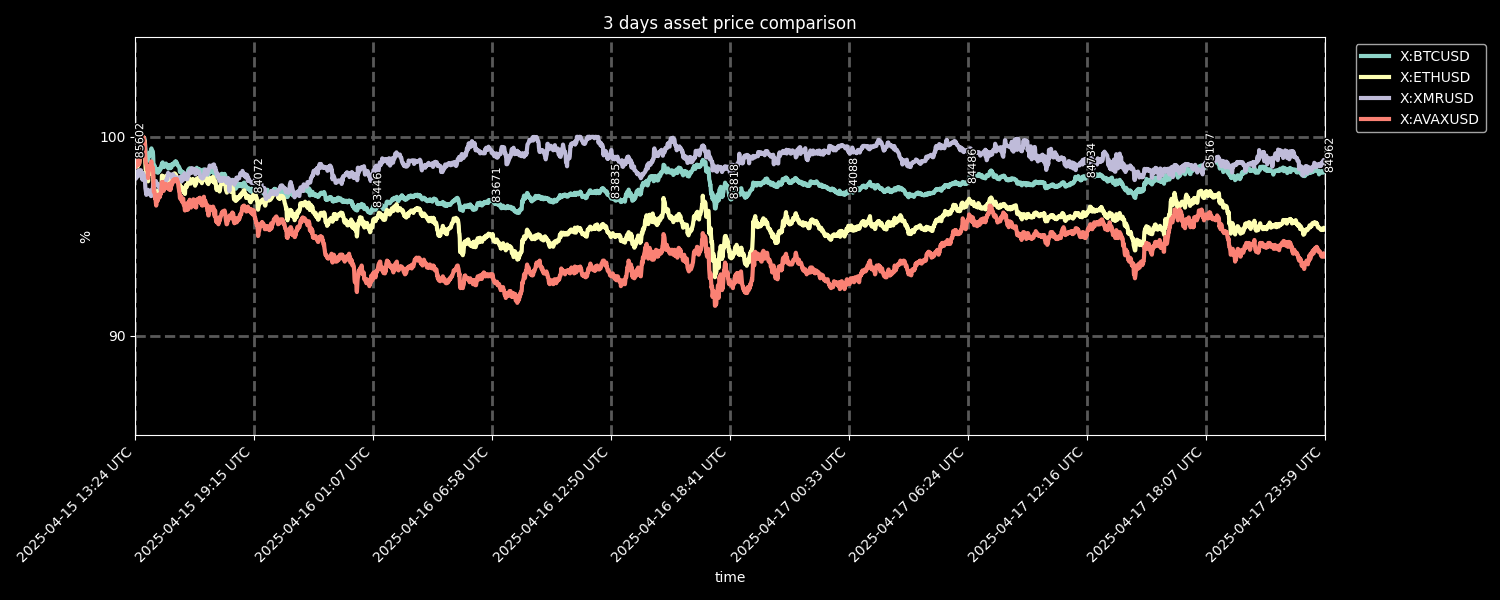 3 days asset price comparison
X:BTCUSD
X:ETHUSD
X:XMRUSD
X:AVAXUSD
100
90
%
85602
84072
83671
83835
83818
84088
84486
84734
85167
84962
2025-04-15 13:24 UTC
2025-04-15 19:15 UTC
2025-04-16 01:07 UTC
2025-04-16 06:58 UTC
2025-04-16 12:50 UTC
2025-04-16 18:41 UTC
2025-04-17 00:33 UTC
2025-04-17 06:24 UTC
2025-04-17 12:16 UTC
2025-04-17 18:07 UTC
2025-04-17 23:59 UTC
time